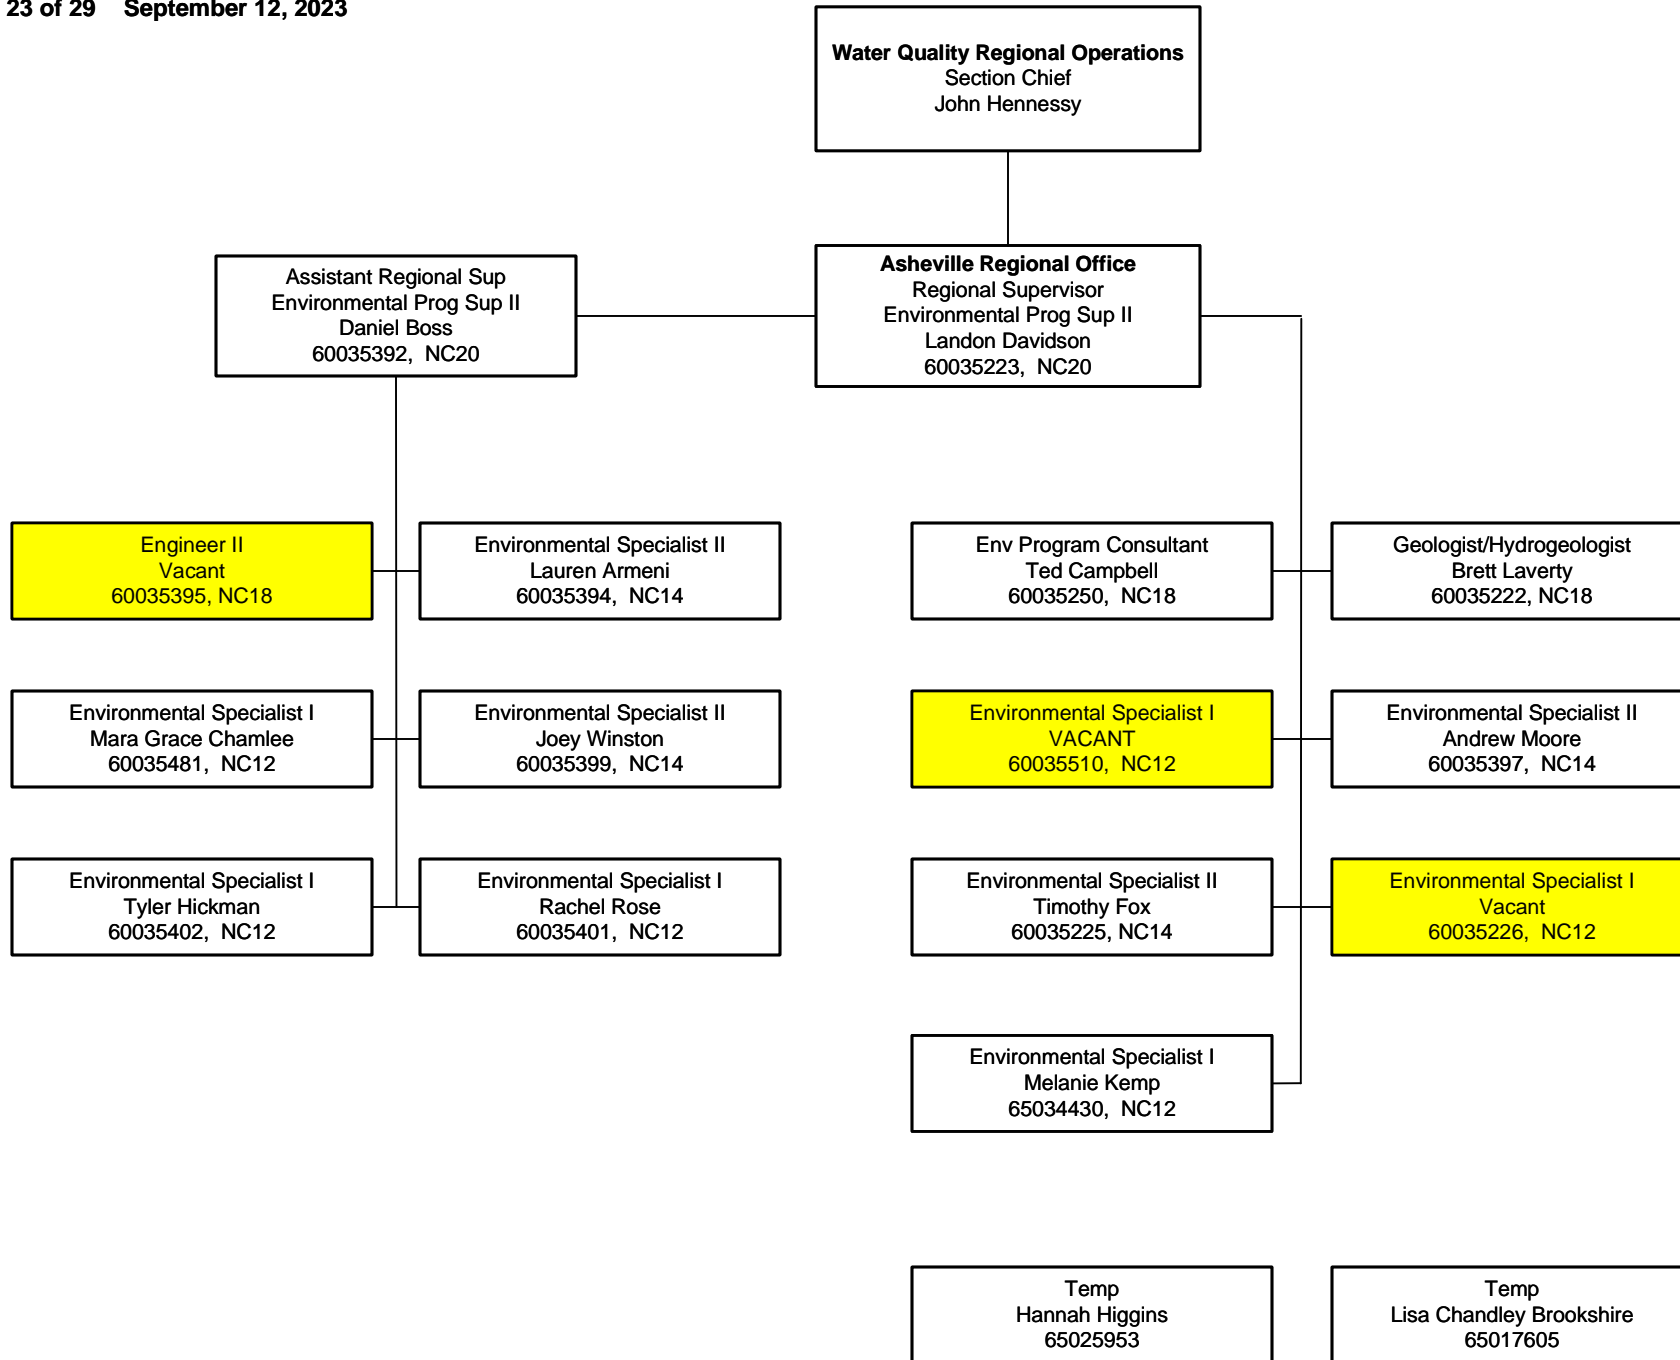 23 of 29    September 12, 2023
Water Quality Regional Operations
Section Chief
John Hennessy
Assistant Regional Sup
Environmental Prog Sup II
Daniel Boss
60035392,  NC20
Asheville Regional Office
Regional Supervisor
Environmental Prog Sup II
Landon Davidson
60035223,  NC20
Engineer II
Vacant
60035395, NC18
Environmental Specialist II
Lauren Armeni
60035394,  NC14
Env Program Consultant
Ted Campbell
60035250,  NC18
Geologist/Hydrogeologist
Brett Laverty
60035222, NC18
Environmental Specialist I
Mara Grace Chamlee
60035481,  NC12
Environmental Specialist II
Joey Winston
60035399,  NC14
Environmental Specialist I
VACANT
60035510,  NC12
Environmental Specialist II
Andrew Moore
60035397,  NC14
Environmental Specialist I
Tyler Hickman
60035402,  NC12
Environmental Specialist I
Rachel Rose
60035401,  NC12
Environmental Specialist II
Timothy Fox
60035225, NC14
Environmental Specialist I
Vacant
60035226,  NC12
Environmental Specialist I
Melanie Kemp
65034430,  NC12
Temp
Hannah Higgins
65025953
Temp
Lisa Chandley Brookshire
65017605